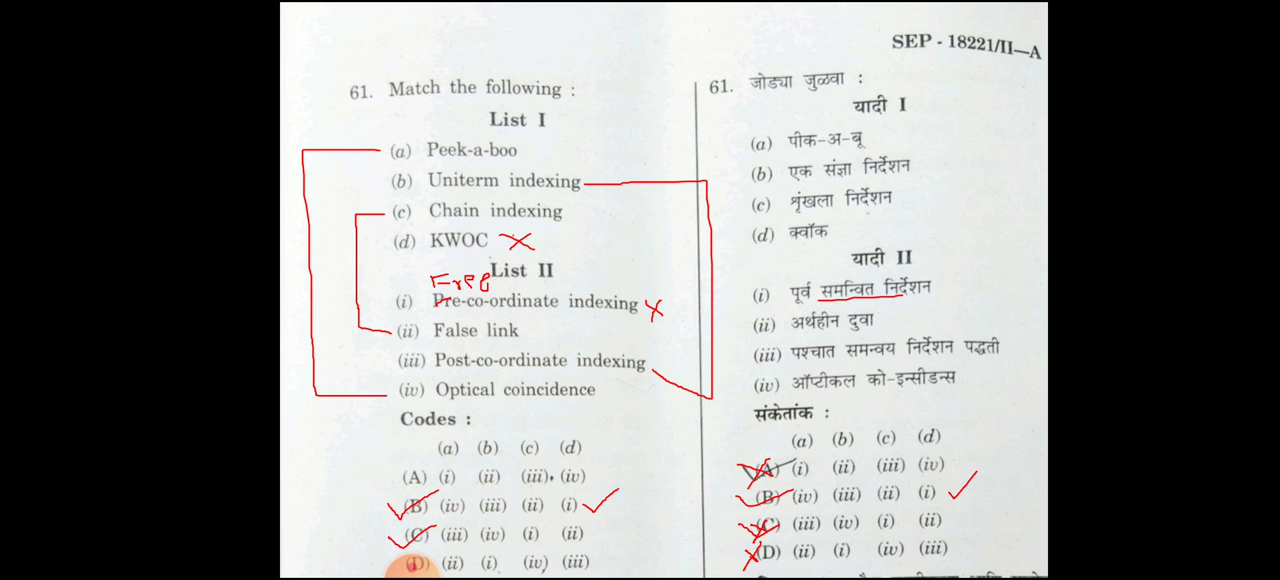 SEP - 18221/II—A
61. Match the following :
List I
(a) Peek-a-boo
(b) Uniterm indexing
(c) Chain indexing
(d) KWOC
List II
Free
(i) Pre-co-ordinate indexing
(ii) False link
(iii) Post-co-ordinate indexing
(iv) Optical coincidence
Codes :
(a) (b) (c) (d)
(A) (i) (ii) (iii) (iv)
(B) (iv) (iii) (ii) (i)
(C) (iii) (iv) (i) (ii)
(D) (ii) (i) (iv) (iii)
61. जोड्या जुळवा :
यादी I
(a) पीक-अ-बू
(b) एक संज्ञा निर्देशन
(c) शृंखला निर्देशन
(d) क्वॉक
यादी II
(i) पूर्व समन्वित निर्देशन
(ii) अर्थहीन दुवा
(iii) पश्चात समन्वय निर्देशन पद्धती
(iv) ऑप्टीकल को-इन्सीडन्स
संकेतांक :
(a) (b) (c) (d)
(A) (i) (ii) (iii) (iv)
(B) (iv) (iii) (ii) (i)
(C) (iii) (iv) (i) (ii)
(D) (ii) (i) (iv) (iii)